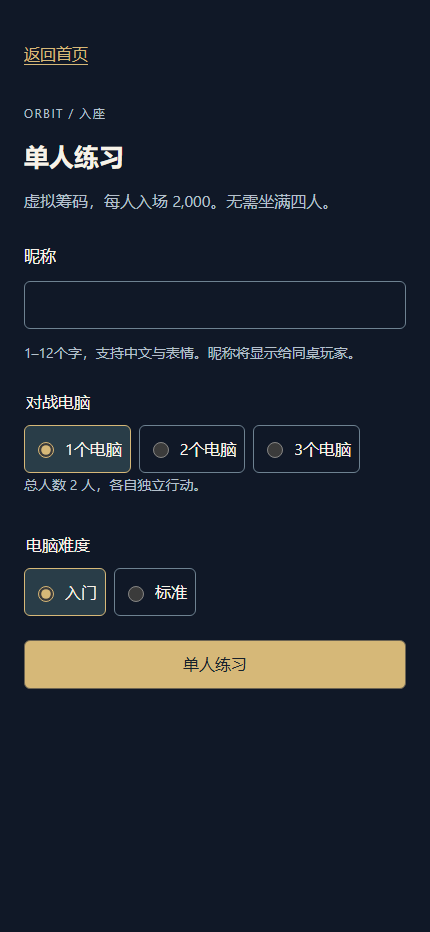 返回首页
ORBIT / 入座
单人练习
虚拟筹码，每人入场 2,000。无需坐满四人。
昵称
1–12个字，支持中文与表情。昵称将显示给同桌玩家。
对战电脑
1个电脑 2个电脑 3个电脑
总人数 2 人，各自独立行动。
电脑难度
入门 标准
单人练习